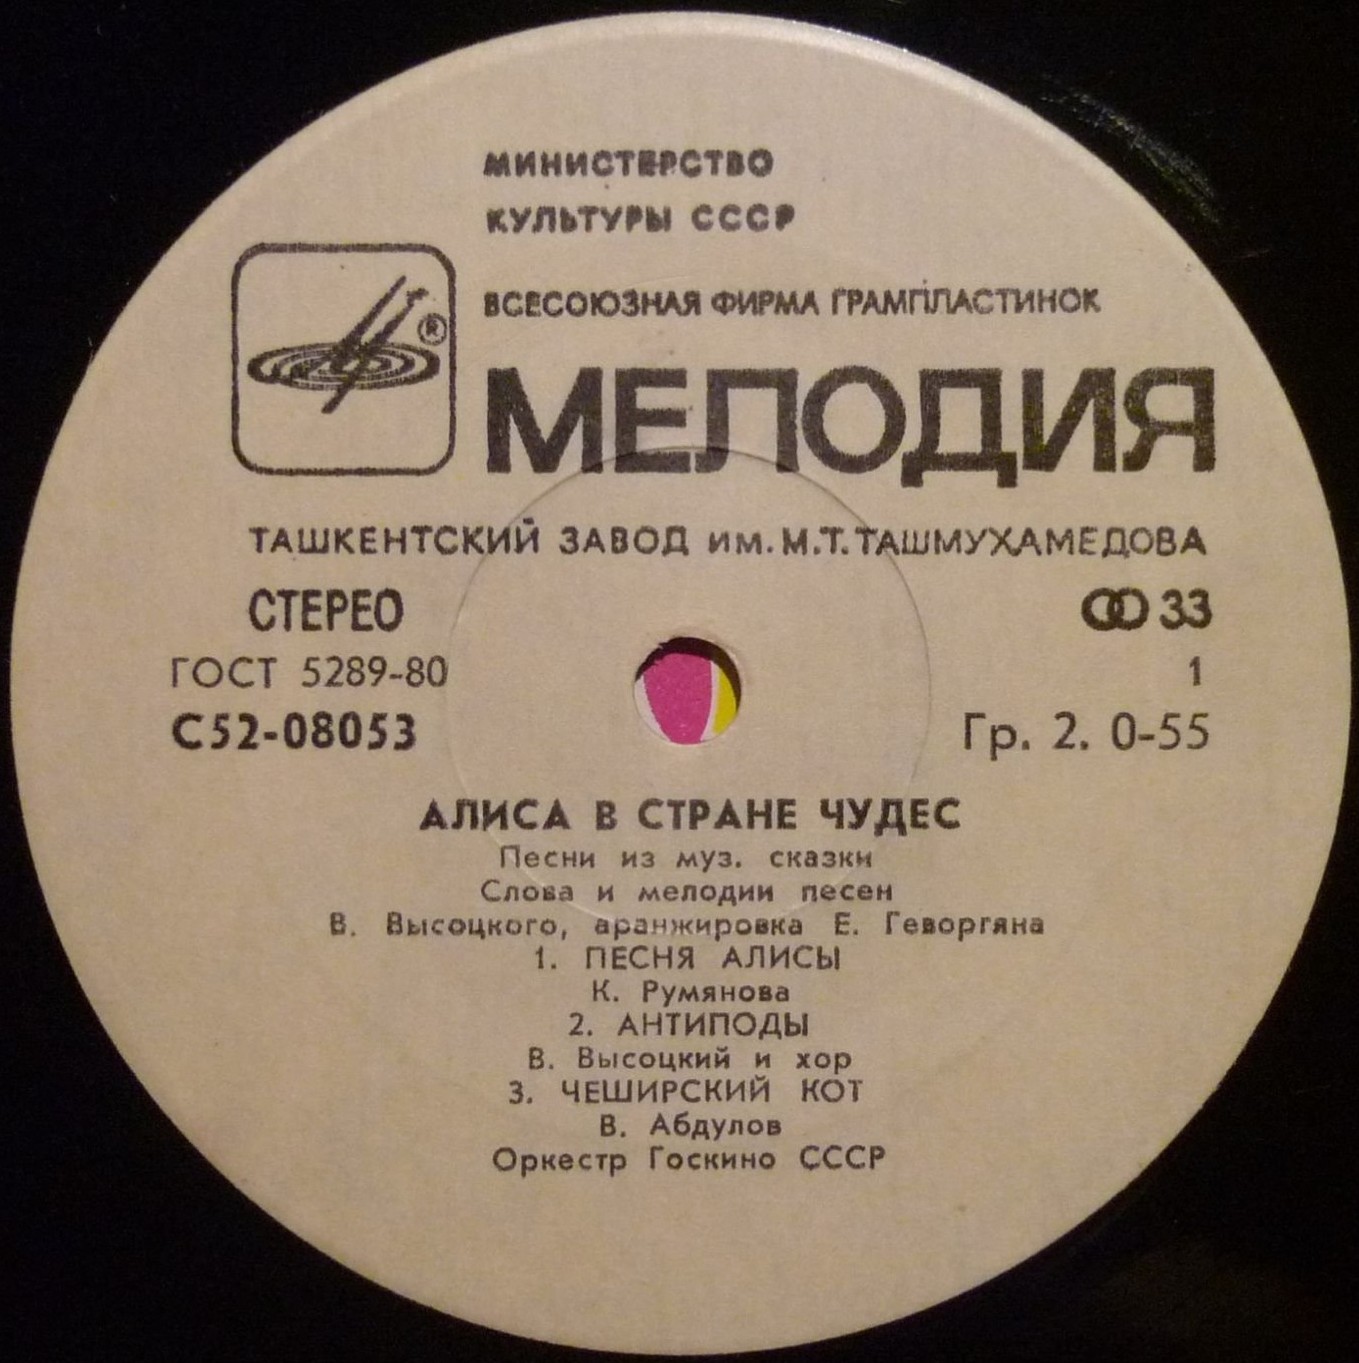 МИНИСТЕРСТВО
КУЛЬТУРЫ СССР
ВСЕСОЮЗНАЯ ФИРМА ГРАМПЛАСТИНОК
®
МЕЛОДИЯ
ТАШКЕНТСКИЙ ЗАВОД им. М.Т. ТАШМУХАМЕДОВА
СТЕРЕО 33
ГОСТ 5289-80 1
С52-08053 Гр. 2. 0-55
АЛИСА В СТРАНЕ ЧУДЕС
Песни из муз. сказки
Слова и мелодии песен
В. Высоцкого, аранжировка Е. Геворгяна
1. ПЕСНЯ АЛИСЫ
К. Румянова
2. АНТИПОДЫ
В. Высоцкий и хор
3. ЧЕШИРСКИЙ КОТ
В. Абдулов
Оркестр Госкино СССР